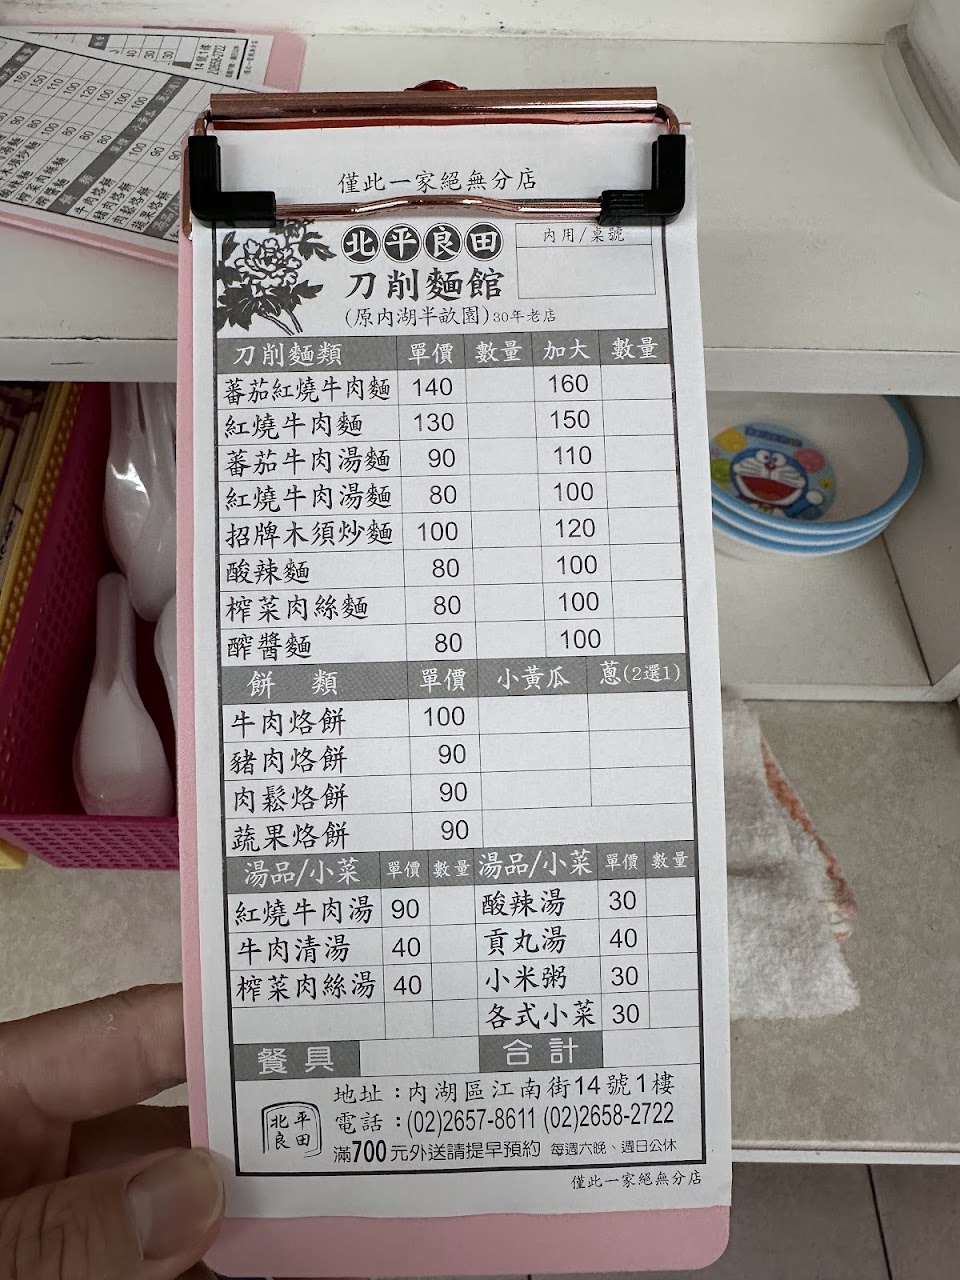 僅此一家絕無分店
北平良田
刀削麵館
(原內湖半畝園)30年老店
內用/桌號
刀削麵類 單價 數量 加大 數量
蕃茄紅燒牛肉麵 140 160
紅燒牛肉麵 130 150
蕃茄牛肉湯麵 90 110
紅燒牛肉湯麵 80 100
招牌木須炒麵 100 120
酸辣麵 80 100
榨菜肉絲麵 80 100
醡醬麵 80 100
餅類 單價 小黃瓜 蔥(2選1)
牛肉烙餅 100
豬肉烙餅 90
肉鬆烙餅 90
蔬果烙餅 90
湯品/小菜 單價 數量 湯品/小菜 單價 數量
紅燒牛肉湯 90 酸辣湯 30
牛肉清湯 40 貢丸湯 40
榨菜肉絲湯 40 小米粥 30
各式小菜 30
餐具 合計
北平良田
地址：內湖區江南街14號1樓
電話：(02)2657-8611 (02)2658-2722
滿700元外送請提早預約 每週六晚、週日公休
僅此一家絕無分店